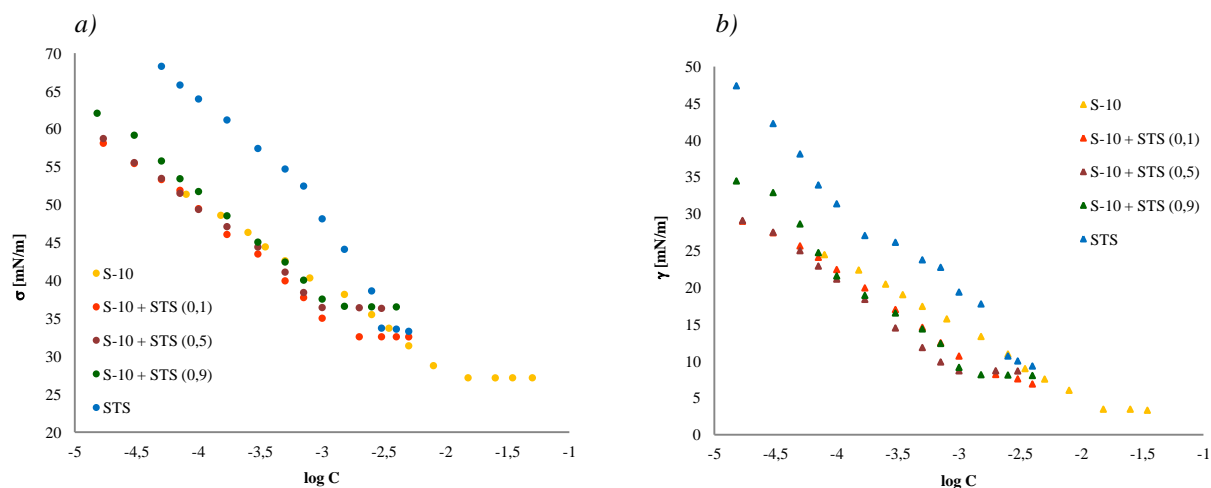 a)
σ [mN/m]
70
65
60
55
50
45
40
35
30
25
20
-5
-4,5
-4
-3,5
-3
-2,5
-2
-1,5
-1
log C
S-10
S-10 + STS (0,1)
S-10 + STS (0,5)
S-10 + STS (0,9)
STS
b)
γ [mN/m]
50
45
40
35
30
25
20
15
10
5
0
-5
-4,5
-4
-3,5
-3
-2,5
-2
-1,5
-1
log C
S-10
S-10 + STS (0,1)
S-10 + STS (0,5)
S-10 + STS (0,9)
STS